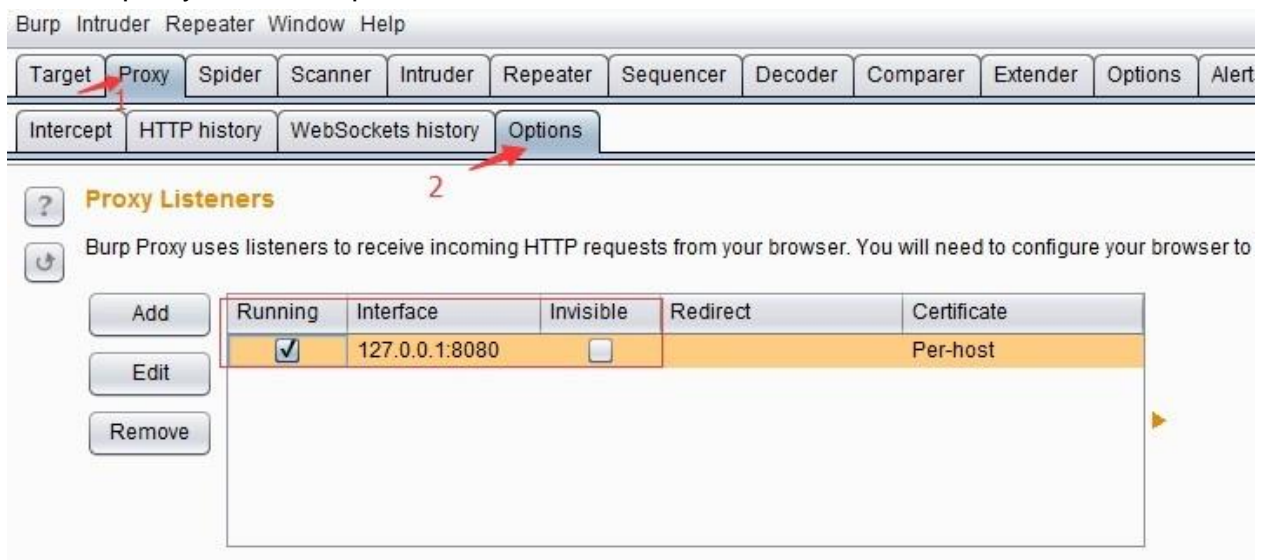 Burp Intruder Repeater Window Help
Target Proxy Spider Scanner Intruder Repeater Sequencer Decoder Comparer Extender Options Alert
1
Intercept HTTP history WebSockets history Options
2
? Proxy Listeners
Burp Proxy uses listeners to receive incoming HTTP requests from your browser. You will need to configure your browser to
Add Running Interface Invisible Redirect Certificate
127.0.0.1:8080 Per-host
Edit
Remove